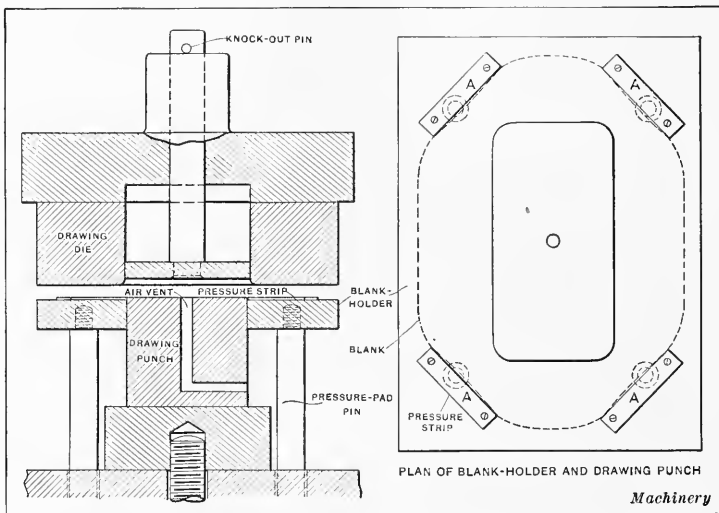 KNOCK-OUT PIN
A
A
DRAWING
DIE
AIR VENT
PRESSURE STRIP
BLANK-
HOLDER
DRAWING
PUNCH
BLANK
PRESSURE-PAD
PIN
A
A
PRESSURE
STRIP
PLAN OF BLANK-HOLDER AND DRAWING PUNCH
Machinery